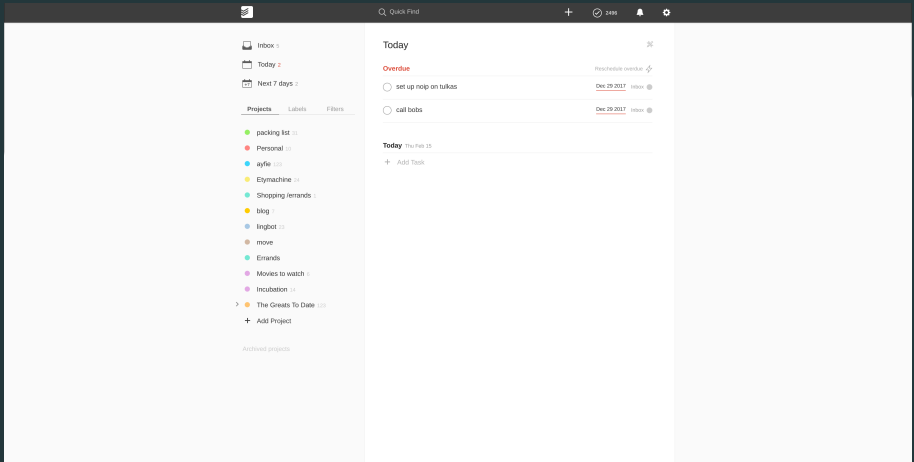 Quick Find
2496
Inbox 5
Today 2
Next 7 days 2
Projects Labels Filters
packing list 21
Personal
ayfie
Etymachine
Shopping /errands
blog
lingbot
move
Errands
Movies to watch
Incubation
The Greats To Date
Add Project
Archived projects
Today
Overdue Reschedule overdue
set up noip on tulkas Dec 29 2017 Inbox
call bobs Dec 29 2017 Inbox
Today Thu Feb 15
Add Task